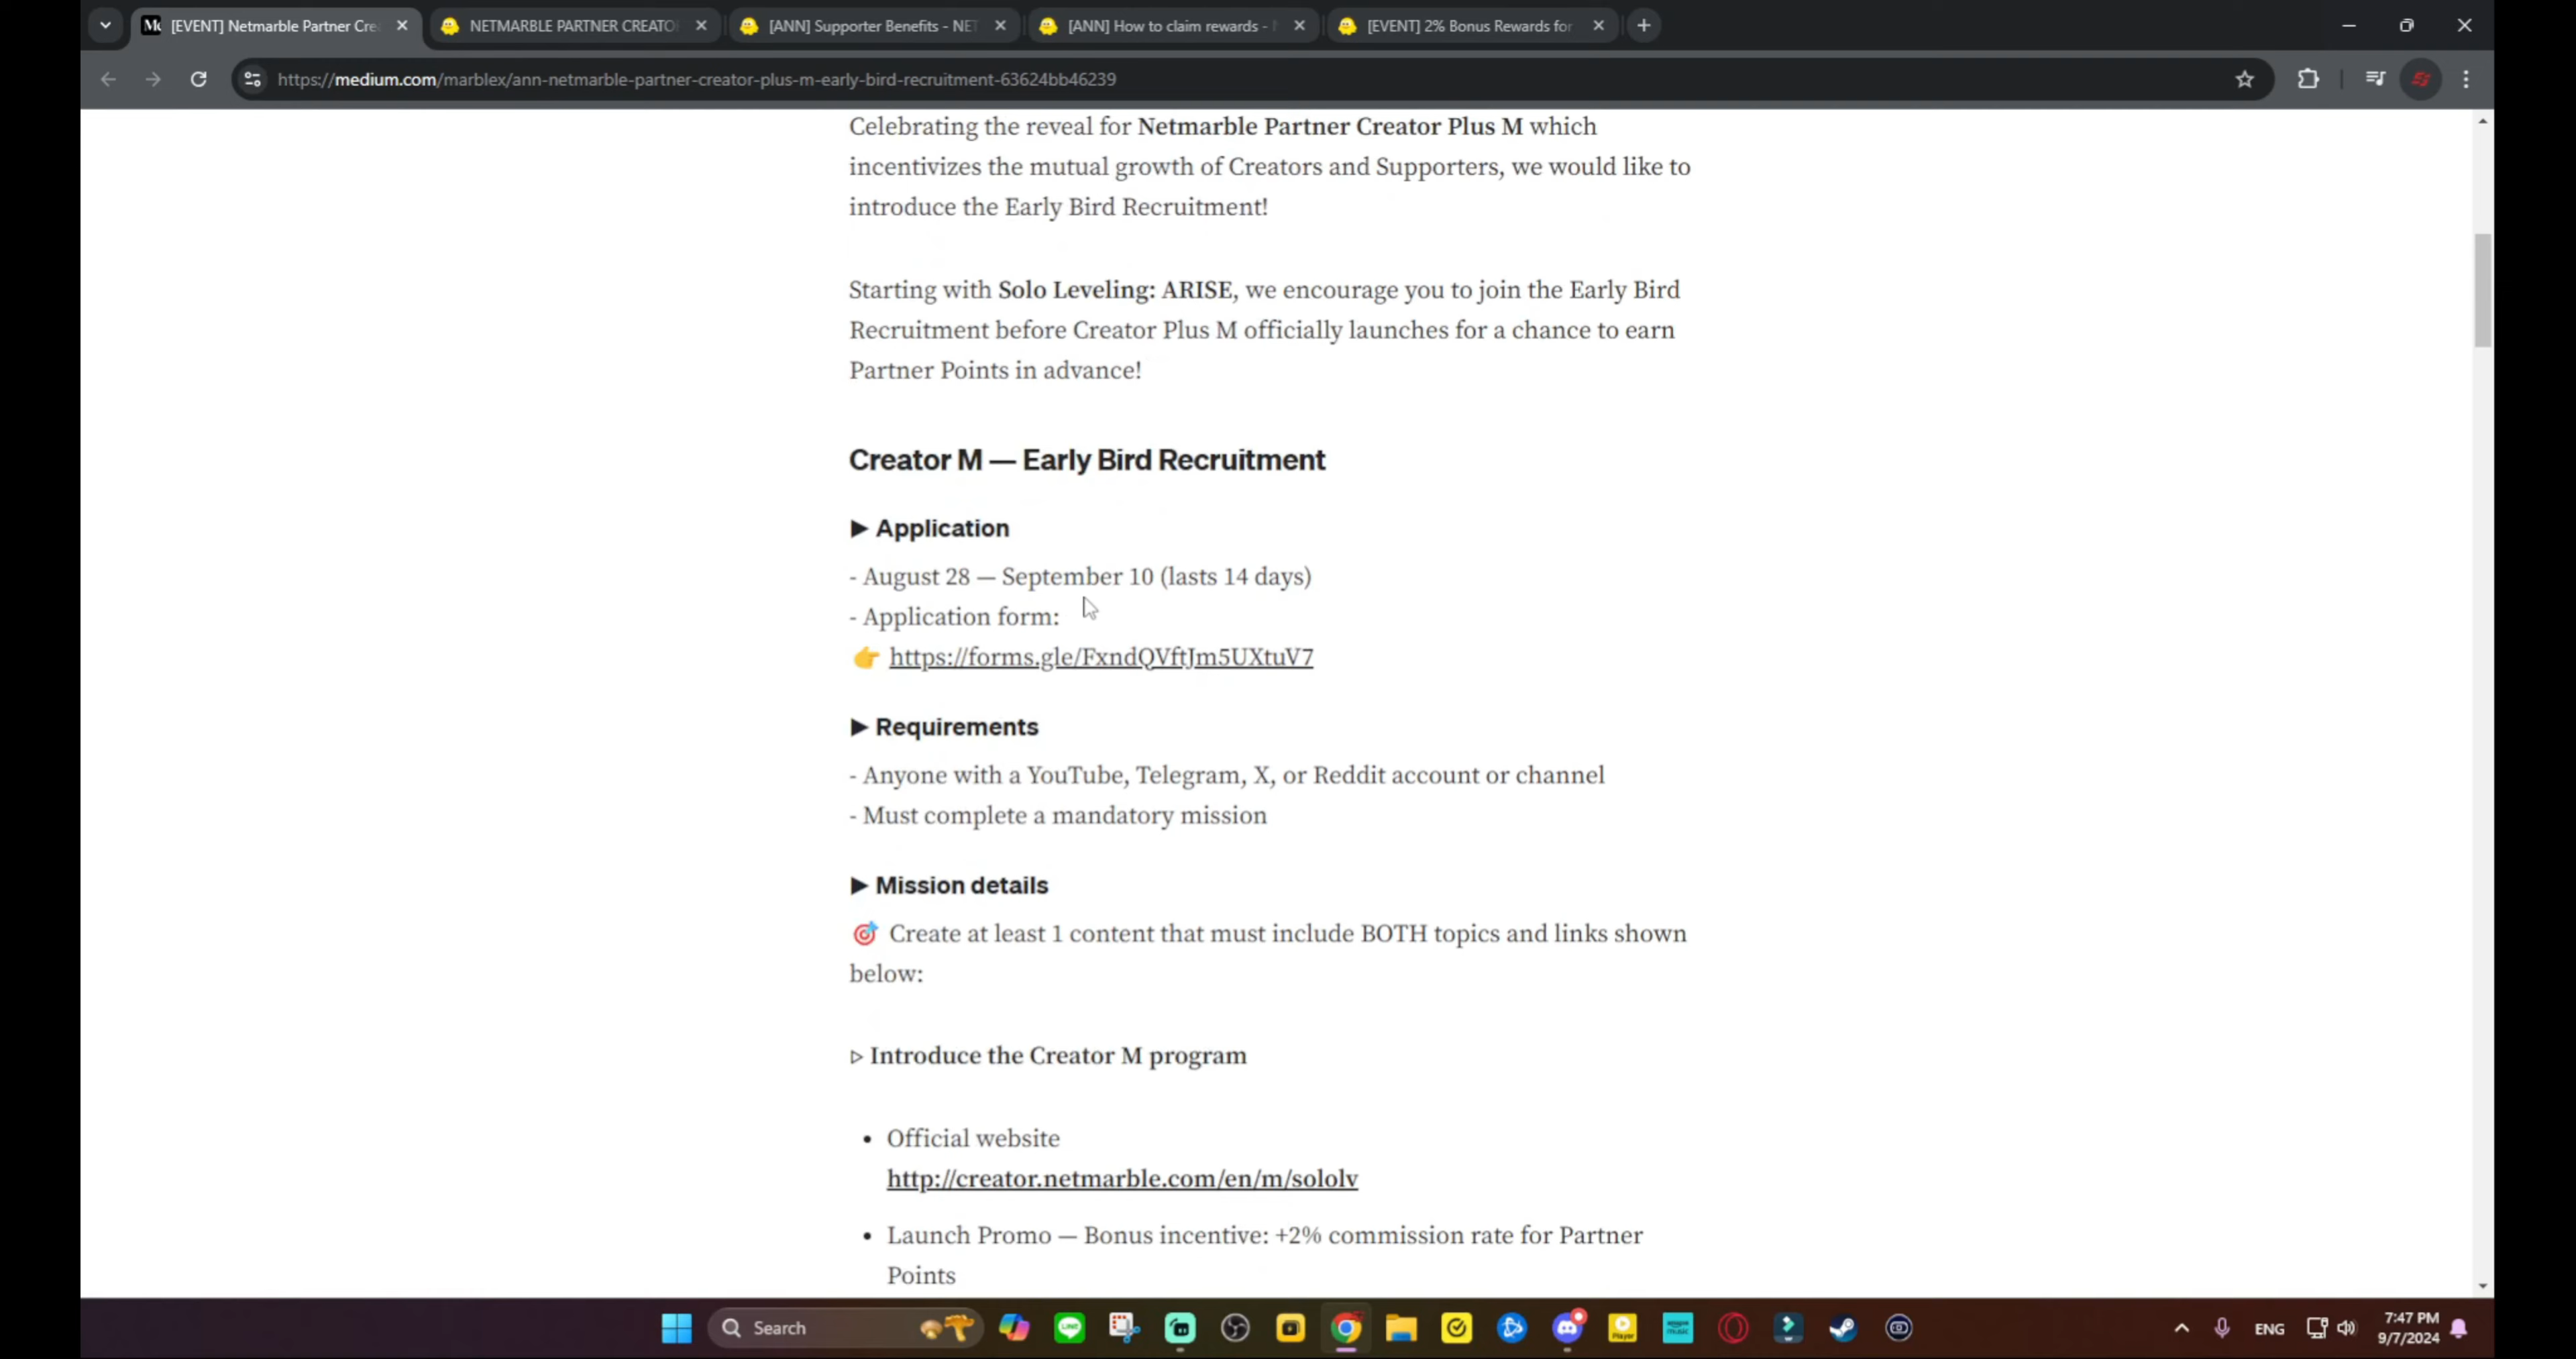 [EVENT] Netmarble Partner Cre
NETMARBLE PARTNER CREATO
[ANN] Supporter Benefits - NET
[ANN] How to claim rewards -
[EVENT] 2% Bonus Rewards for
https://medium.com/marblex/ann-netmarble-partner-creator-plus-m-early-bird-recruitment-63624bb46239
Celebrating the reveal for Netmarble Partner Creator Plus M which
incentivizes the mutual growth of Creators and Supporters, we would like to
introduce the Early Bird Recruitment!
Starting with Solo Leveling: ARISE, we encourage you to join the Early Bird
Recruitment before Creator Plus M officially launches for a chance to earn
Partner Points in advance!
Creator M — Early Bird Recruitment
▶ Application
- August 28 — September 10 (lasts 14 days)
- Application form:
👉 https://forms.gle/FxndQVftJm5UXtuV7
▶ Requirements
- Anyone with a YouTube, Telegram, X, or Reddit account or channel
- Must complete a mandatory mission
▶ Mission details
🎯 Create at least 1 content that must include BOTH topics and links shown
below:
▷ Introduce the Creator M program
• Official website
http://creator.netmarble.com/en/m/sololv
• Launch Promo — Bonus incentive: +2% commission rate for Partner
Points
Search
LINE
Player
amazon music
ENG
7:47 PM
9/7/2024